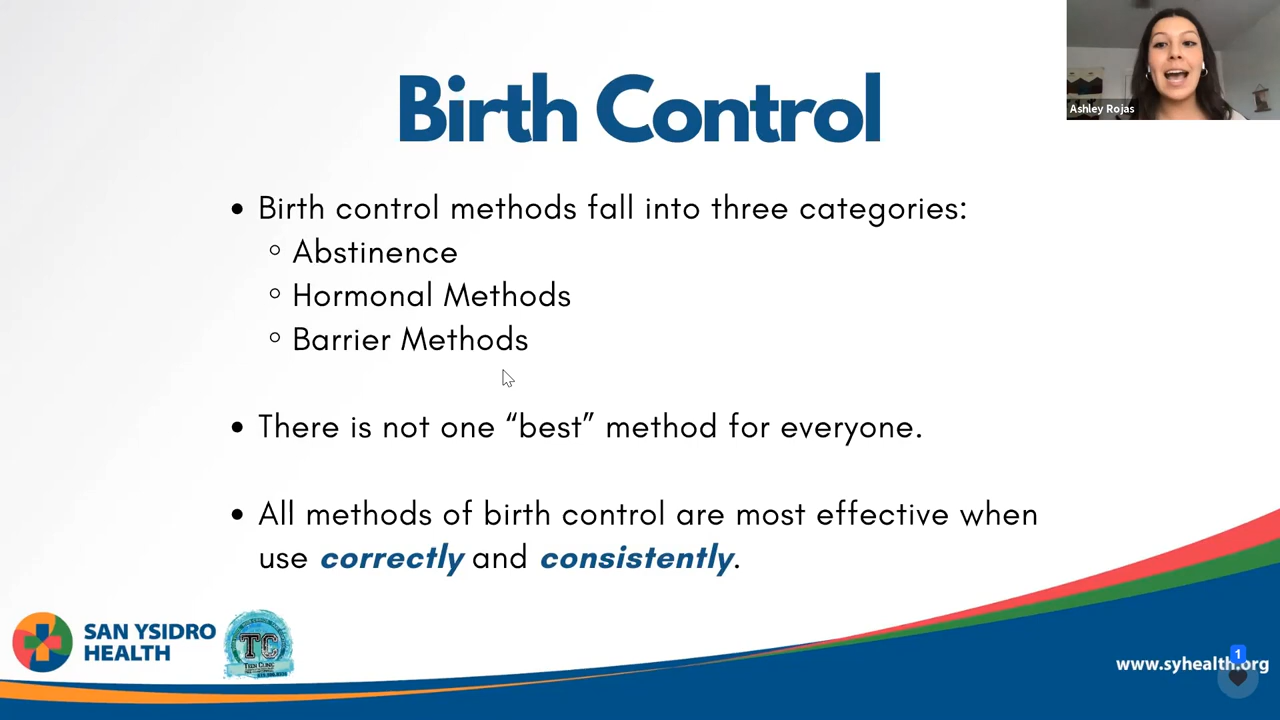 Birth Control
Ashley Rojas
• Birth control methods fall into three categories:
◦ Abstinence
◦ Hormonal Methods
◦ Barrier Methods
• There is not one “best” method for everyone.
• All methods of birth control are most effective when
use correctly and consistently.
SAN YSIDRO
HEALTH
TC
TEEN CLINIC
1
www.syhealth.org